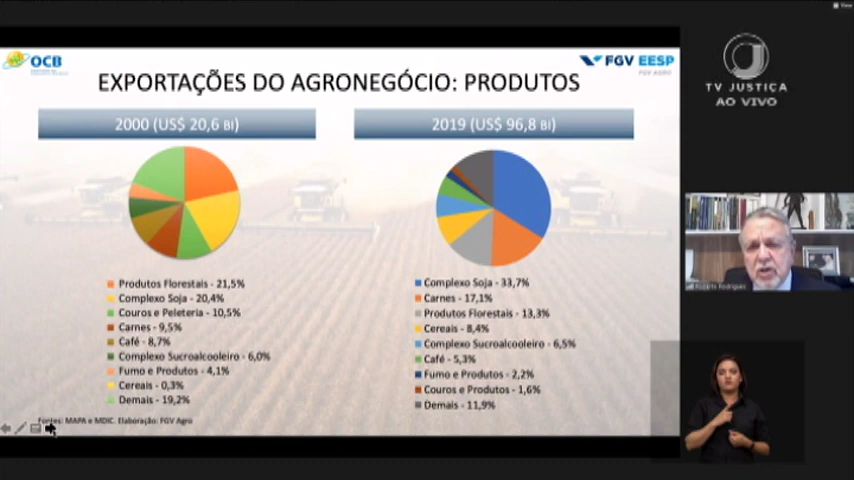 View
OCB
FGV EESP
FGV AGRO
EXPORTAÇÕES DO AGRONEGÓCIO: PRODUTOS
TV JUSTIÇA
AO VIVO
2000 (US$ 20,6 BI)
2019 (US$ 96,8 BI)
Produtos Florestais - 21,5%
Complexo Soja - 20,4%
Couros e Peleteria - 10,5%
Carnes - 9,5%
Café - 8,7%
Complexo Sucroalcooleiro - 6,0%
Fumo e Produtos - 4,1%
Cereais - 0,3%
Demais - 19,2%
Complexo Soja - 33,7%
Carnes - 17,1%
Produtos Florestais - 13,3%
Cereais - 8,4%
Complexo Sucroalcooleiro - 6,5%
Café - 5,3%
Fumo e Produtos - 2,2%
Couros e Produtos - 1,6%
Demais - 11,9%
Roberto Rodrigues
Fontes: MAPA e MDIC. Elaboração: FGV Agro